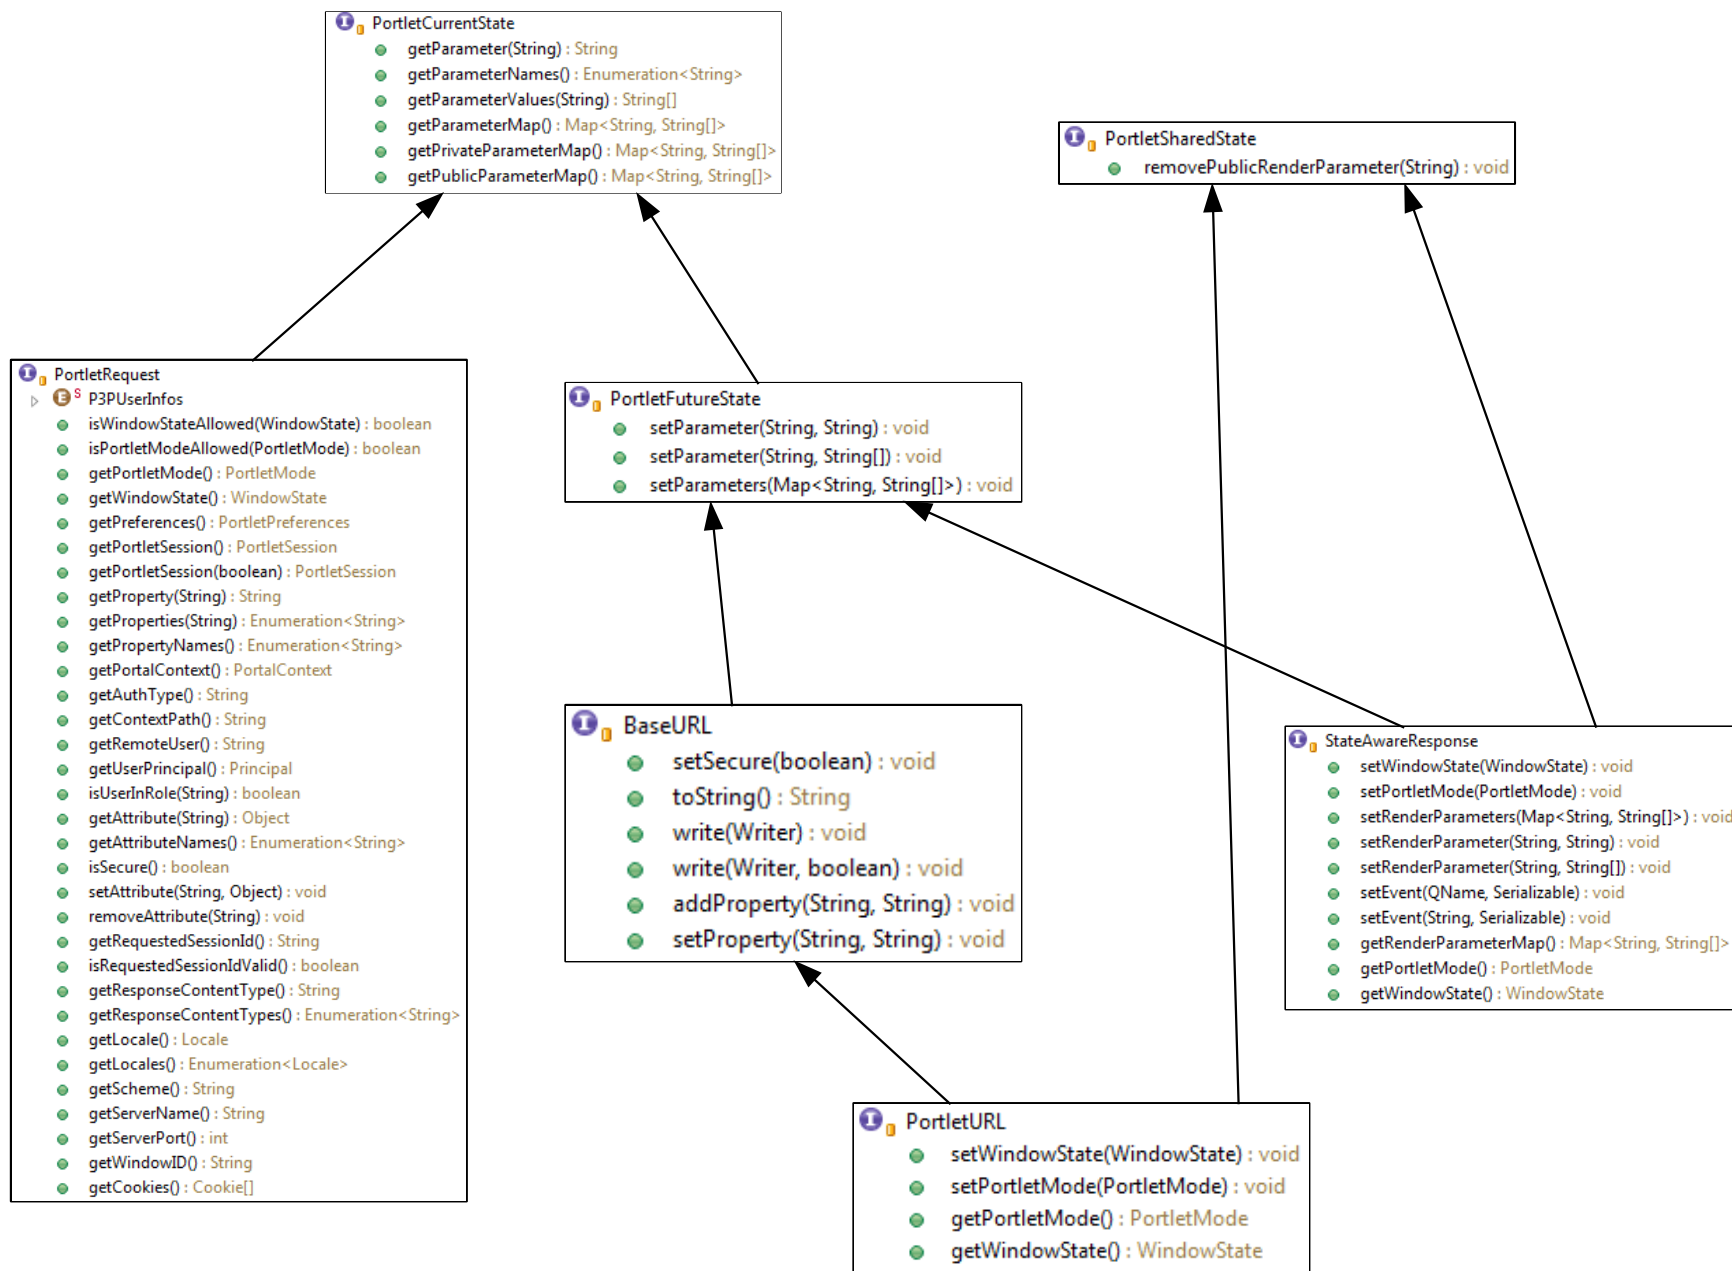 PortletCurrentState
getParameter(String) : String
getParameterNames() : Enumeration<String>
getParameterValues(String) : String[]
getParameterMap() : Map<String, String[]>
getPrivateParameterMap() : Map<String, String[]>
getPublicParameterMap() : Map<String, String[]>
PortletSharedState
removePublicRenderParameter(String) : void
PortletRequest
P3PUserInfos
isWindowStateAllowed(WindowState) : boolean
isPortletModeAllowed(PortletMode) : boolean
getPortletMode() : PortletMode
getWindowState() : WindowState
getPreferences() : PortletPreferences
getPortletSession() : PortletSession
getPortletSession(boolean) : PortletSession
getProperty(String) : String
getProperties(String) : Enumeration<String>
getPropertyNames() : Enumeration<String>
getPortalContext() : PortalContext
getAuthType() : String
getContextPath() : String
getRemoteUser() : String
getUserPrincipal() : Principal
isUserInRole(String) : boolean
getAttribute(String) : Object
getAttributeNames() : Enumeration<String>
isSecure() : boolean
setAttribute(String, Object) : void
removeAttribute(String) : void
getRequestedSessionId() : String
isRequestedSessionIdValid() : boolean
getResponseContentType() : String
getResponseContentTypes() : Enumeration<String>
getLocale() : Locale
getLocales() : Enumeration<Locale>
getScheme() : String
getServerName() : String
getServerPort() : int
getWindowID() : String
getCookies() : Cookie[]
PortletFutureState
setParameter(String, String) : void
setParameter(String, String[]) : void
setParameters(Map<String, String[]>) : void
BaseURL
setSecure(boolean) : void
toString() : String
write(Writer) : void
write(Writer, boolean) : void
addProperty(String, String) : void
setProperty(String, String) : void
StateAwareResponse
setWindowState(WindowState) : void
setPortletMode(PortletMode) : void
setRenderParameters(Map<String, String[]>) : void
setRenderParameter(String, String) : void
setRenderParameter(String, String[]) : void
setEvent(QName, Serializable) : void
setEvent(String, Serializable) : void
getRenderParameterMap() : Map<String, String[]>
getPortletMode() : PortletMode
getWindowState() : WindowState
PortletURL
setWindowState(WindowState) : void
setPortletMode(PortletMode) : void
getPortletMode() : PortletMode
getWindowState() : WindowState